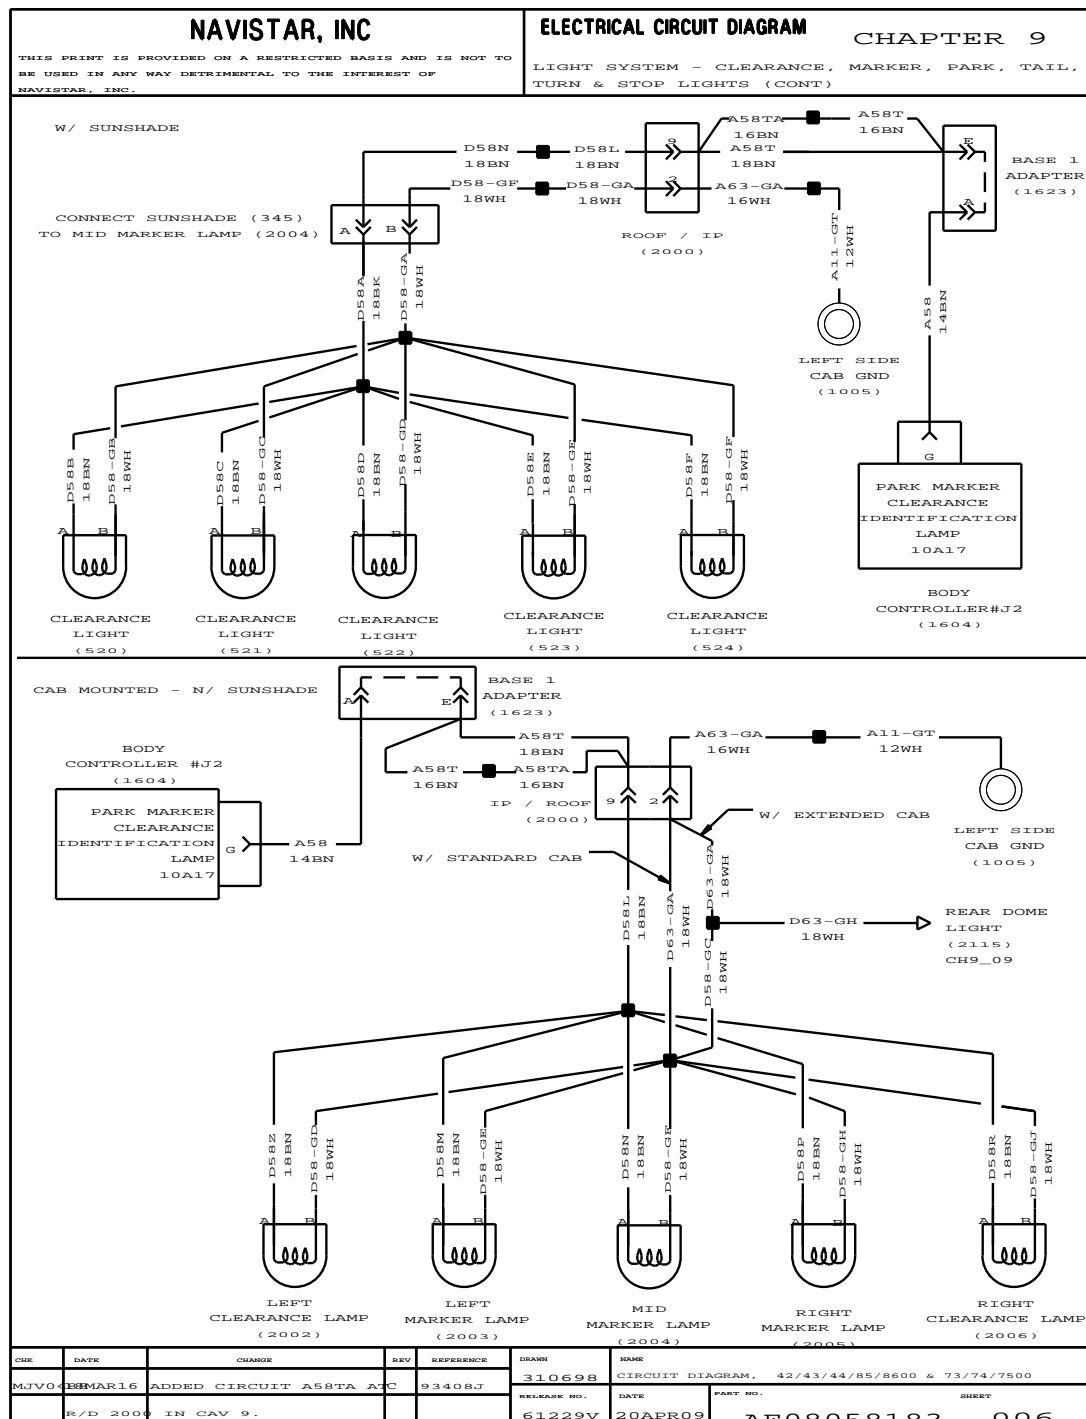 NAVISTAR, INC
THIS PRINT IS PROVIDED ON A RESTRICTED BASIS AND IS NOT TO
BE USED IN ANY WAY DETRIMENTAL TO THE INTEREST OF
NAVISTAR, INC.
ELECTRICAL CIRCUIT DIAGRAM
CHAPTER 9
LIGHT SYSTEM - CLEARANCE, MARKER, PARK, TAIL,
TURN & STOP LIGHTS (CONT)
W/ SUNSHADE
D58N
18BN
D58L
18BN
9
A58TA
16BN
A58T
16BN
A58T
18BN
E
BASE 1
ADAPTER
(1623)
A
D58-GF
18WH
D58-GA
18WH
2
A63-GA
16WH
CONNECT SUNSHADE (345)
TO MID MARKER LAMP (2004)
A
B
ROOF / IP
(2000)
A11-GT
12WH
D58A
18BK
D58-GA
18WH
A58
14BN
LEFT SIDE
CAB GND
(1005)
G
PARK MARKER
CLEARANCE
IDENTIFICATION
LAMP
10A17
BODY
CONTROLLER#J2
(1604)
D58B
18BN
D58-GB
18WH
D58C
18BN
D58-GC
18WH
D58D
18BN
D58-GD
18WH
D58E
18BN
D58-GE
18WH
D58F
18BN
D58-GF
18WH
A B
A B
A B
A B
A B
CLEARANCE
LIGHT
(520)
CLEARANCE
LIGHT
(521)
CLEARANCE
LIGHT
(522)
CLEARANCE
LIGHT
(523)
CLEARANCE
LIGHT
(524)
CAB MOUNTED - N/ SUNSHADE
A
E
BASE 1
ADAPTER
(1623)
A58T
18BN
A58T
16BN
A58TA
16BN
A63-GA
16WH
A11-GT
12WH
BODY
CONTROLLER #J2
(1604)
PARK MARKER
CLEARANCE
IDENTIFICATION
LAMP
10A17
G
A58
14BN
IP / ROOF
(2000)
9
2
W/ EXTENDED CAB
W/ STANDARD CAB
LEFT SIDE
CAB GND
(1005)
D58L
18BN
D63-GA
18WH
D63-GA
18WH
D63-GH
18WH
REAR DOME
LIGHT
(2115)
CH9_09
D58-GC
18WH
D58Z
18BN
D58-GD
18WH
D58M
18BN
D58-GE
18WH
D58N
18BN
D58-GF
18WH
D58P
18BN
D58-GH
18WH
D58R
18BN
D58-GJ
18WH
A B
A B
A B
A B
A B
LEFT
CLEARANCE LAMP
(2002)
LEFT
MARKER LAMP
(2003)
MID
MARKER LAMP
(2004)
RIGHT
MARKER LAMP
(2005)
RIGHT
CLEARANCE LAMP
(2006)
CHK DATE CHANGE REV REFERENCE
ADDED CIRCUIT A58TA AT C 93408J
R/D 2000 IN CAV 9.
DRAWN
310698
NAME
CIRCUIT DIAGRAM, 42/43/44/85/8600 & 73/74/7500
RELEASE NO.
61229V
DATE
20APR09
PART NO.
SHEET
006